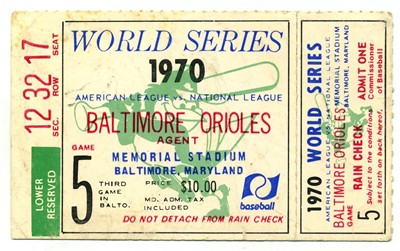 12 32 17
SEC. ROW SEAT
LOWER
RESERVED
WORLD SERIES
1970
AMERICAN LEAGUE vs. NATIONAL LEAGUE
BALTIMORE ORIOLES
AGENT
GAME
5
MEMORIAL STADIUM
BALTIMORE, MARYLAND
THIRD
GAME IN
BALTO.
PRICE $10.00
MD. ADM. TAX
INCLUDED
baseball
DO NOT DETACH FROM RAIN CHECK
1970 WORLD SERIES
AMERICAN LEAGUE vs. NATIONAL LEAGUE
BALTIMORE ORIOLES
MEMORIAL STADIUM
BALTIMORE, MARYLAND
RAIN CHECK
ADMIT ONE
Subject to the conditions
set forth on back hereof.
Commissioner
of Baseball
GAME
5